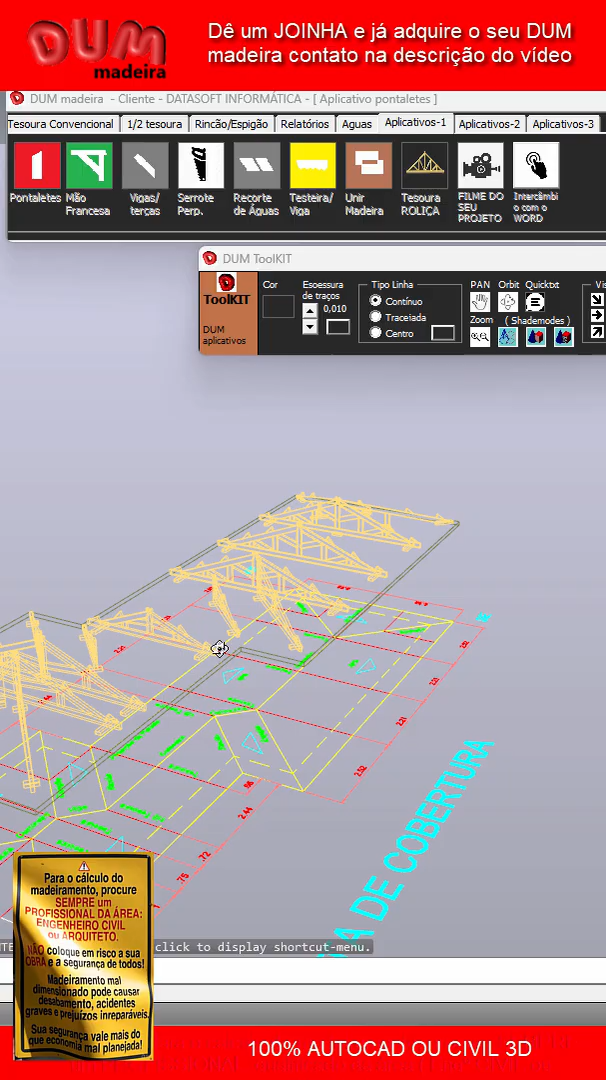 DUM
madeira
Dê um JOINHA e já adquire o seu DUM
madeira contato na descrição do vídeo
DUM madeira - Cliente - DATASOFT INFORMÁTICA - [ Aplicativo pontaletes ]
Tesoura Convencional 1/2 tesoura Rincão/Espigão Relatórios Aguas Aplicativos-1 Aplicativos-2 Aplicativos-3
Pontaletes
Mão
Francesa
Vigas/
terças
Serrote
Perp.
Recorte
de Águas
Testeira/
Viga
Unir
Madeira
Tesoura
ROLIÇA
FILME DO
SEU
PROJETO
Intercâmbi
o com o
WORD
DUM ToolKIT
ToolKIT
DUM
aplicativos
Cor
Esoessura
de traços
0,010
Tipo Linha
Contínuo
Traceiada
Centro
PAN Orbit Quicktxt
Zoom ( Shademodes )
Vis
A DE COBERTURA
click to display shortcut-menu.
Para o cálculo do
madeiramento, procure
SEMPRE um
PROFISSIONAL DA ÁREA:
ENGENHEIRO CIVIL
ou ARQUITETO.
NÃO coloque em risco a sua
OBRA e a segurança de todos!
Madeiramento mal
dimensionado pode causar
desabamento, acidentes
graves e prejuízos irreparáveis.
Sua segurança vale mais do
que economia mal planejada!
100% AUTOCAD OU CIVIL 3D